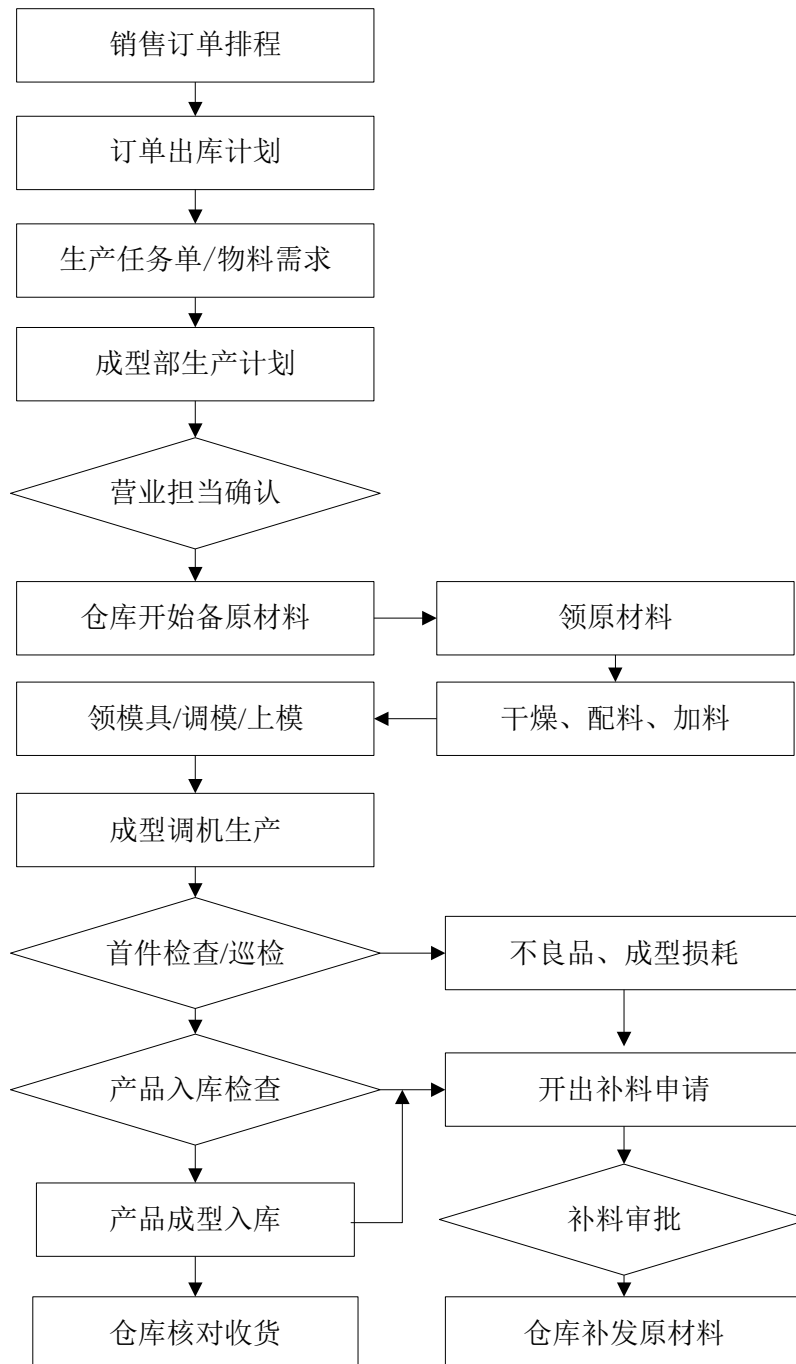 销售订单排程
订单出库计划
生产任务单/物料需求
成型部生产计划
营业担当确认
仓库开始备原材料
领原材料
领模具/调模/上模
干燥、配料、加料
成型调机生产
首件检查/巡检
不良品、成型损耗
产品入库检查
开出补料申请
产品成型入库
补料审批
仓库核对收货
仓库补发原材料